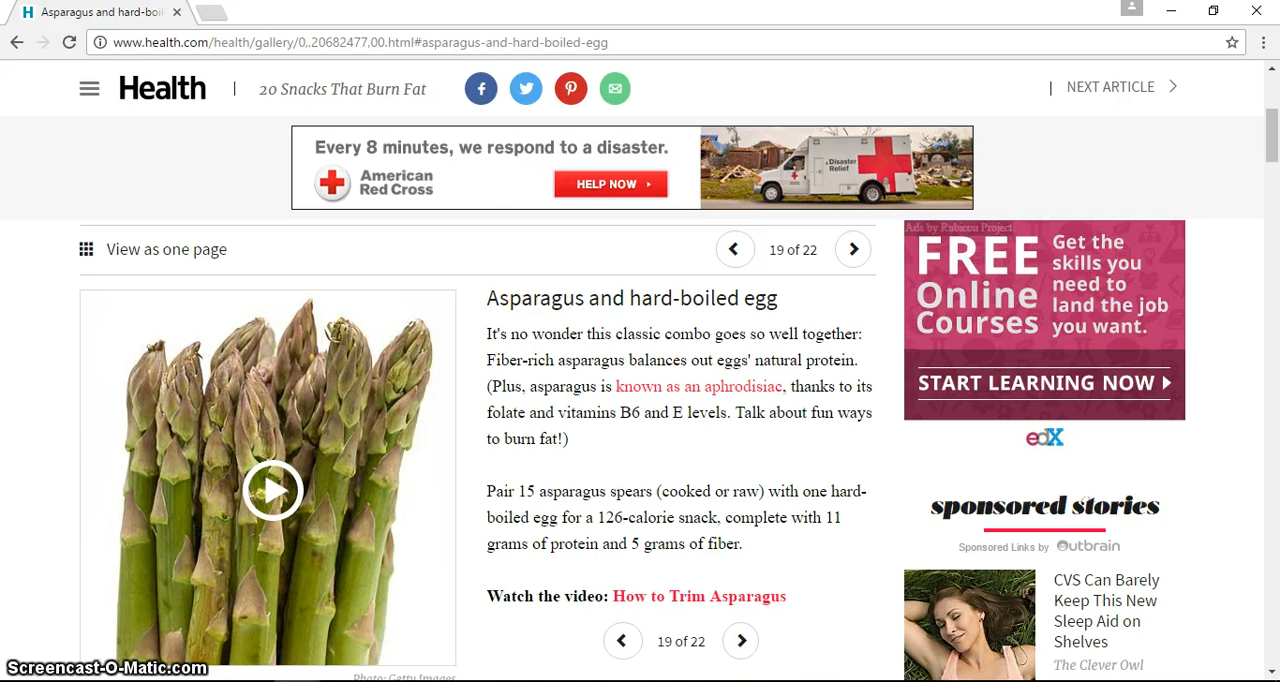 Asparagus and hard-boil
www.health.com/health/gallery/0,,20682477,00.html#asparagus-and-hard-boiled-egg
Health | 20 Snacks That Burn Fat
| NEXT ARTICLE
Every 8 minutes, we respond to a disaster.
American
Red Cross
HELP NOW
Disaster
Relief
View as one page
19 of 22
Asparagus and hard-boiled egg
It's no wonder this classic combo goes so well together:
Fiber-rich asparagus balances out eggs' natural protein.
(Plus, asparagus is known as an aphrodisiac, thanks to its
folate and vitamins B6 and E levels. Talk about fun ways
to burn fat!)
Pair 15 asparagus spears (cooked or raw) with one hard-
boiled egg for a 126-calorie snack, complete with 11
grams of protein and 5 grams of fiber.
Watch the video: How to Trim Asparagus
19 of 22
Photo: Getty Images
Ads by Rubicon Project
FREE
Online
Courses
Get the
skills you
need to
land the job
you want.
START LEARNING NOW
edX
sponsored stories
Sponsored Links by Outbrain
CVS Can Barely
Keep This New
Sleep Aid on
Shelves
The Clever Owl
Screencast-O-Matic.com